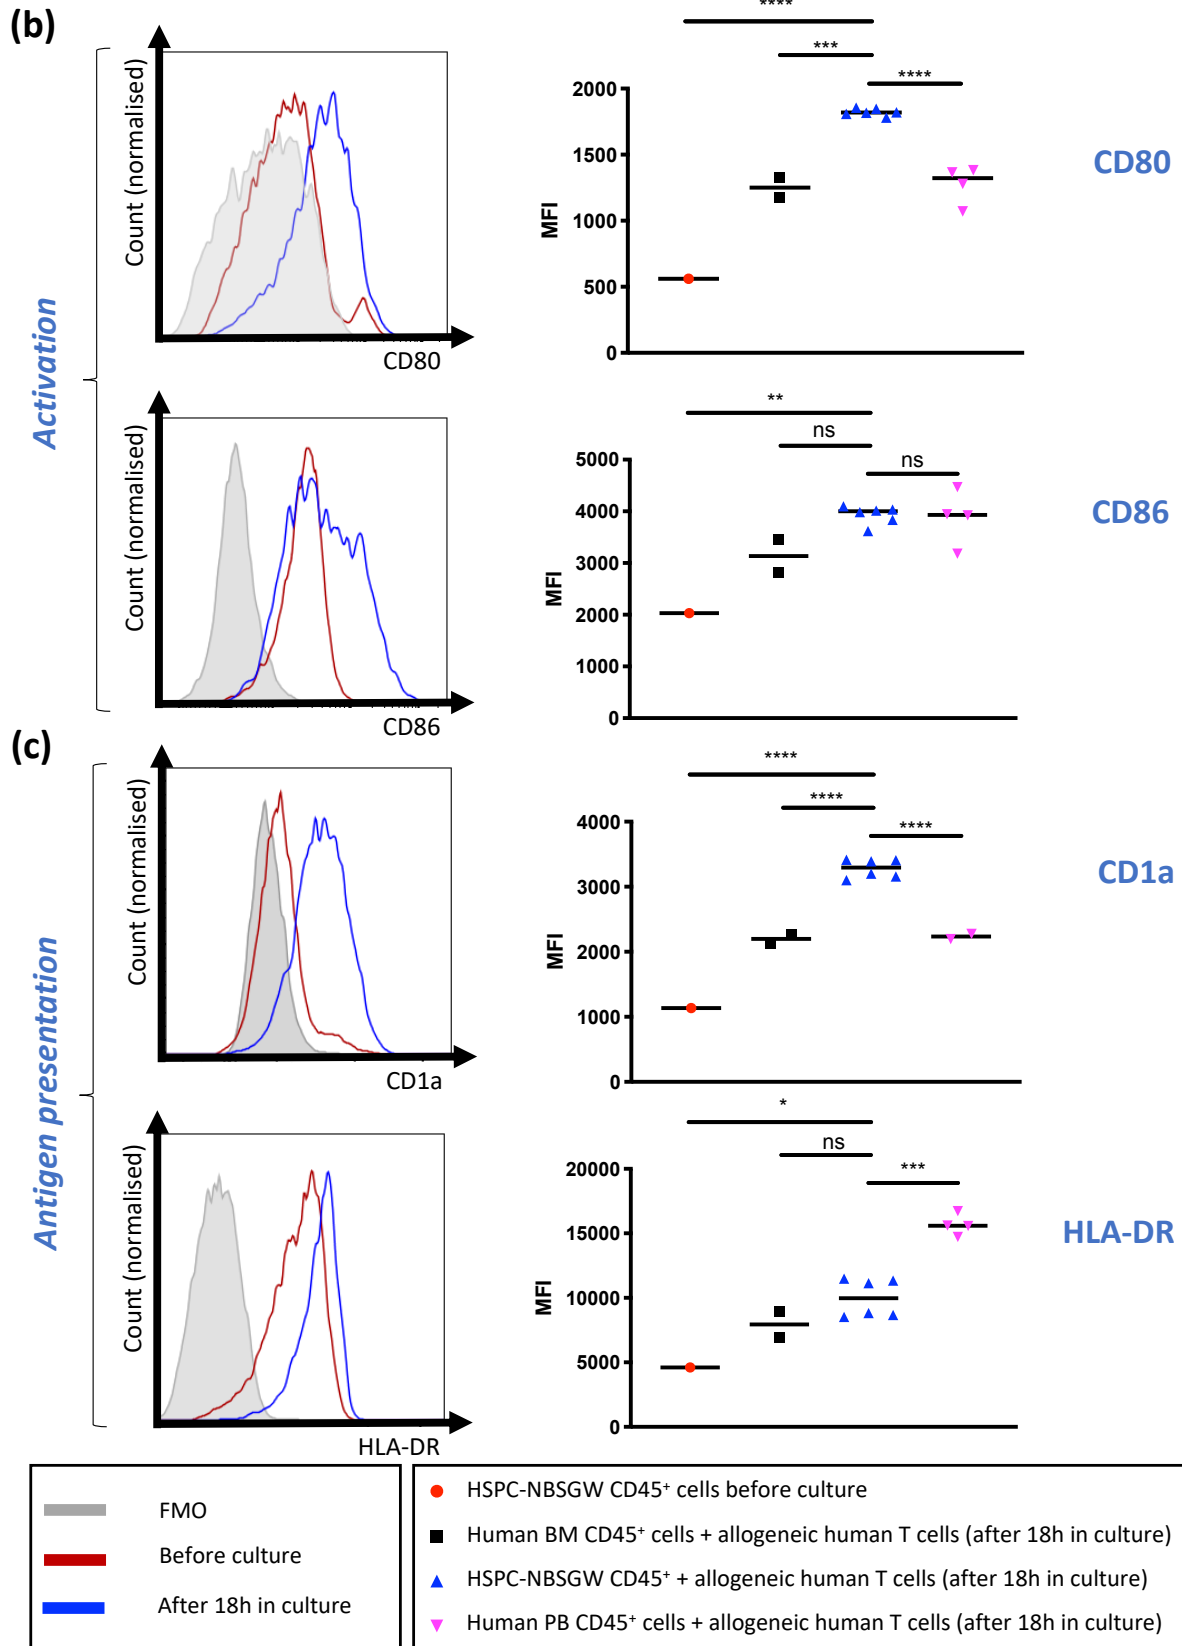 (b)
Activation
Count (normalised)
CD80
****
***
****
2000
1500
1000
500
0
MFI
CD80
Count (normalised)
CD86
**
ns
ns
5000
4000
3000
2000
1000
0
MFI
CD86
(c)
Antigen presentation
Count (normalised)
CD1a
****
****
****
4000
3000
2000
1000
0
MFI
CD1a
Count (normalised)
HLA-DR
*
ns
***
20000
15000
10000
5000
0
MFI
HLA-DR
FMO
Before culture
After 18h in culture
HSPC-NBSGW CD45⁺ cells before culture
Human BM CD45⁺ cells + allogeneic human T cells (after 18h in culture)
HSPC-NBSGW CD45⁺ + allogeneic human T cells (after 18h in culture)
Human PB CD45⁺ cells + allogeneic human T cells (after 18h in culture)